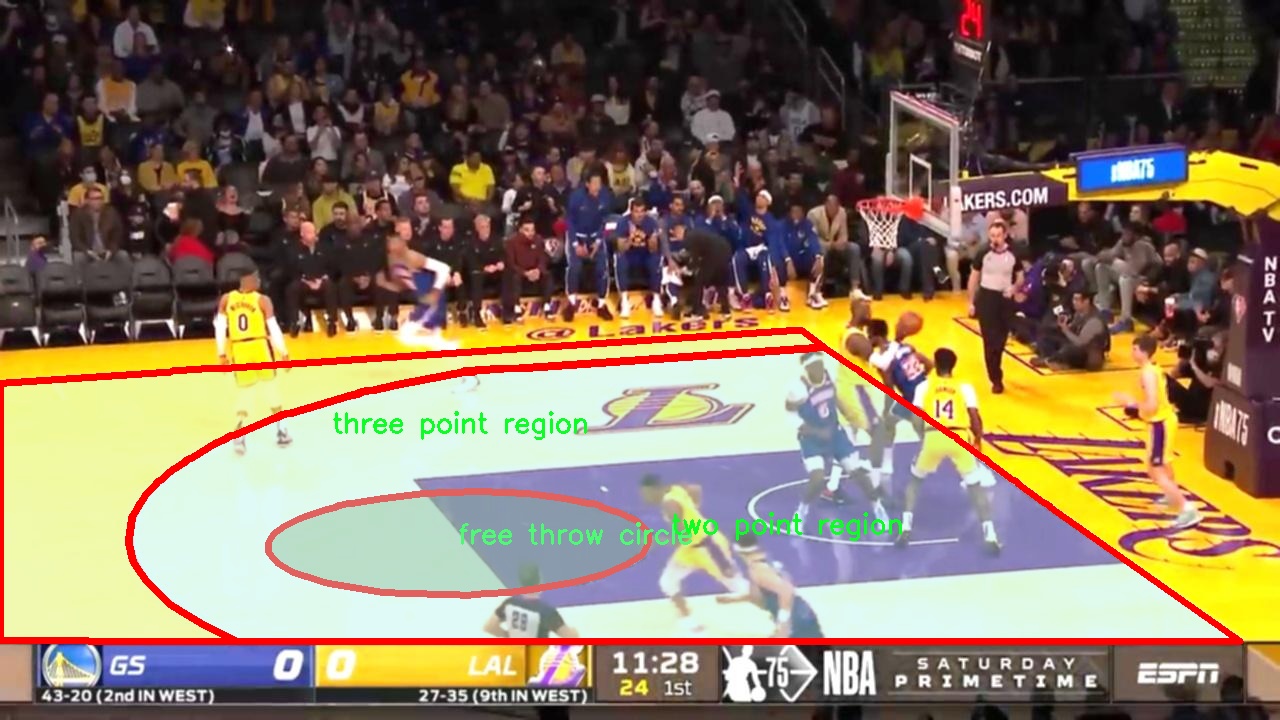 24
#NBA75
LAKERS.COM
NBA TV
0
@ Lakers
14
three point region
free throw circle
two point region
LAKERS
#NBA75
28
GS 0
0 LAL
11:28
24 1st
75
NBA
SATURDAY
PRIMETIME
ESPN
43-20 (2nd IN WEST)
27-35 (9th IN WEST)